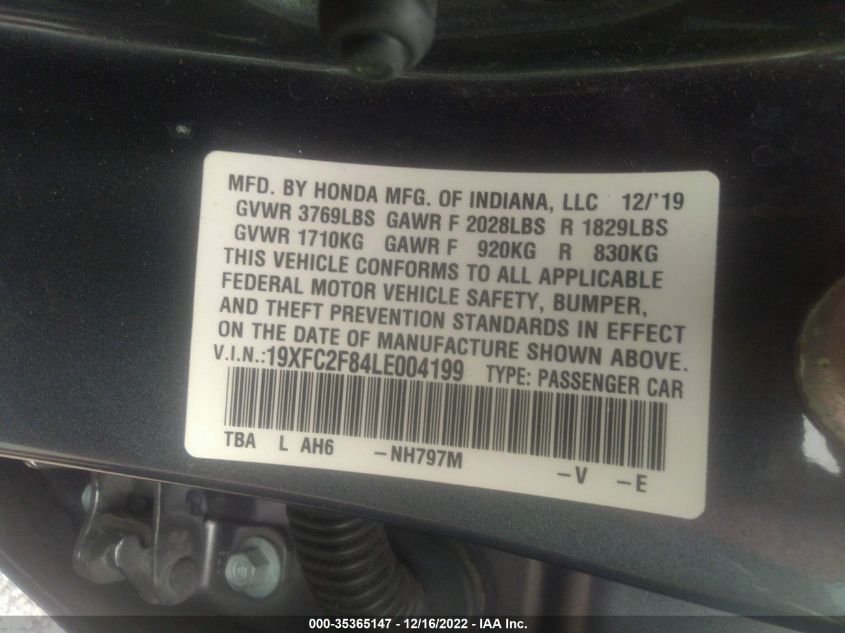 MFD. BY HONDA MFG. OF INDIANA, LLC 12/'19
GVWR 3769LBS GAWR F 2028LBS R 1829LBS
GVWR 1710KG GAWR F 920KG R 830KG
THIS VEHICLE CONFORMS TO ALL APPLICABLE
FEDERAL MOTOR VEHICLE SAFETY, BUMPER,
AND THEFT PREVENTION STANDARDS IN EFFECT
ON THE DATE OF MANUFACTURE SHOWN ABOVE.
V.I.N.:19XFC2F84LE004199 TYPE: PASSENGER CAR
TBA L AH6 -NH797M -V -E
000-35365147 - 12/16/2022 - IAA Inc.